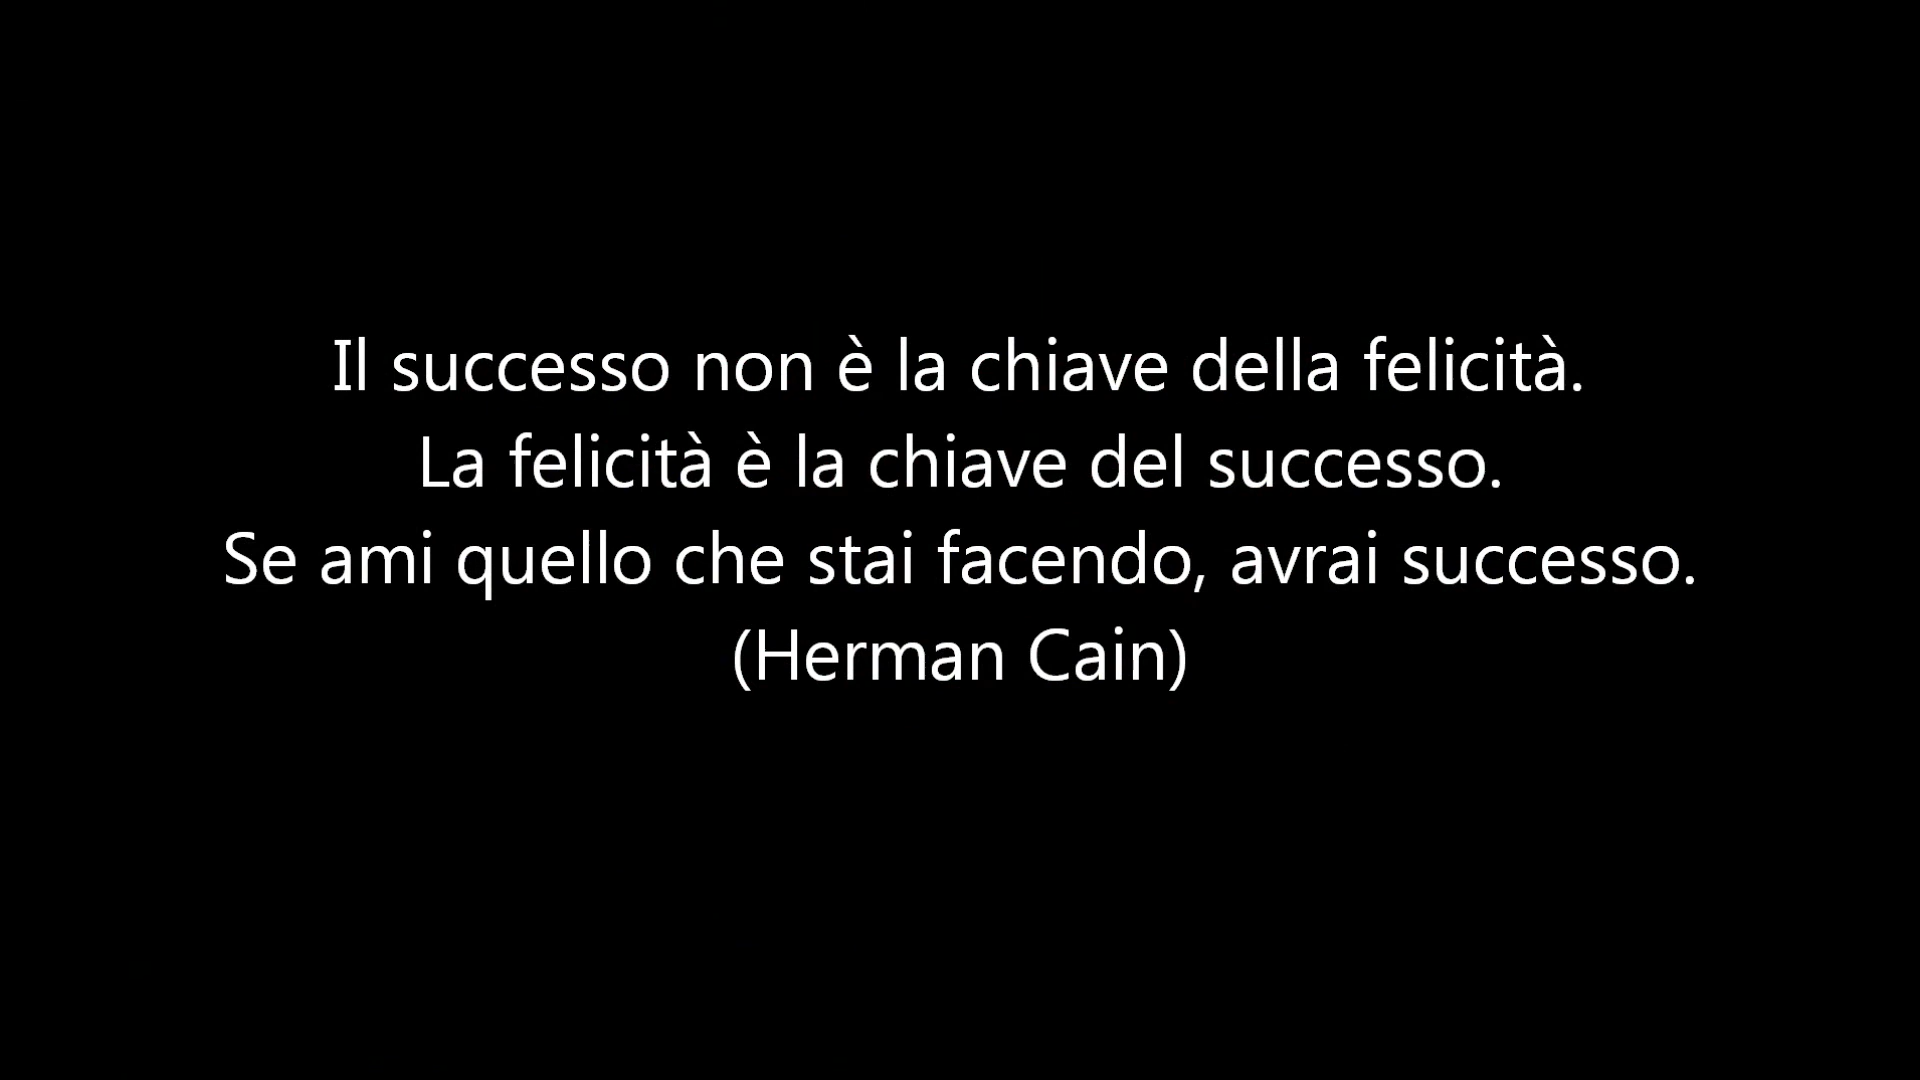 Il successo non è la chiave della felicità.
La felicità è la chiave del successo.
Se ami quello che stai facendo, avrai successo.
(Herman Cain)